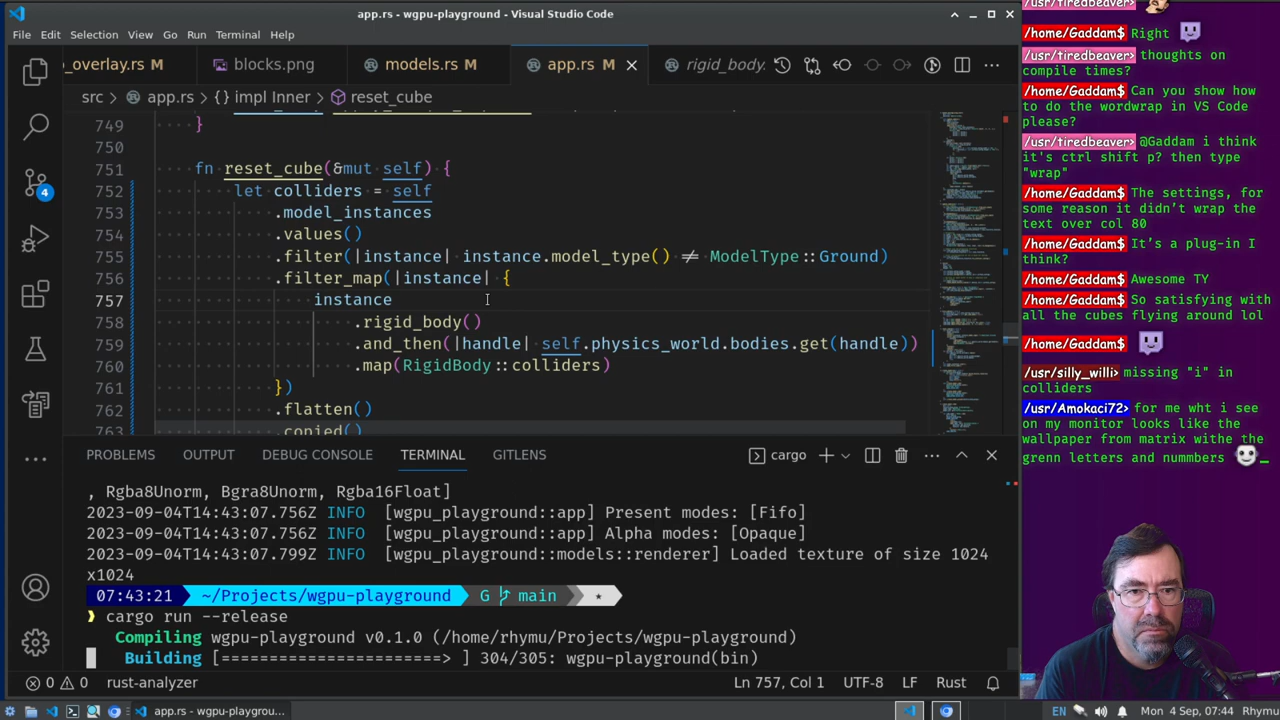 app.rs - wgpu-playground - Visual Studio Code
File Edit Selection View Go Run Terminal Help
_overlay.rs M blocks.png models.rs M app.rs M rigid_body.
src > app.rs > {} impl Inner > reset_cube
749 }
750
751 fn reset_cube(&mut self) {
752 let colliders = self
753 .model_instances
754 .values()
755 .filter(|instance| instance.model_type() ≠ ModelType::Ground)
756 .filter_map(|instance| {
757 instance
758 .rigid_body()
759 .and_then(|handle| self.physics_world.bodies.get(handle))
760 .map(RigidBody::colliders)
761 })
762 .flatten()
763 .copied()
PROBLEMS OUTPUT DEBUG CONSOLE TERMINAL GITLENS
cargo
, Rgba8Unorm, Bgra8Unorm, Rgba16Float]
2023-09-04T14:43:07.756Z INFO [wgpu_playground::app] Present modes: [Fifo]
2023-09-04T14:43:07.756Z INFO [wgpu_playground::app] Alpha modes: [Opaque]
2023-09-04T14:43:07.799Z INFO [wgpu_playground::models::renderer] Loaded texture of size 1024
x1024
07:43:21 ~/Projects/wgpu-playground G main ★
❱ cargo run --release
Compiling wgpu-playground v0.1.0 (/home/rhymu/Projects/wgpu-playground)
Building [=======================> ] 304/305: wgpu-playground(bin)
0 0 rust-analyzer Ln 757, Col 1 UTF-8 LF Rust
4
app.rs - wgpu-playgrou...
EN Mon 4 Sep, 07:44 Rhymu
/usr/tiredbeaver>
/home/Gaddam$ Right
/usr/tiredbeaver> thoughts on
compile times?
/home/Gaddam$ Can you show how
to do the wordwrap in VS Code
please?
/usr/tiredbeaver> @Gaddam i think
it's ctrl shift p? then type
"wrap"
/home/Gaddam$ The settings, for
some reason it didn’t wrap the
text over col 80
/home/Gaddam$ It’s a plug-in I
think?
/home/Gaddam$ Awesome TY
/home/Gaddam$ So satisfying with
all the cubes flying around lol
/home/Gaddam$
/usr/silly_willi> missing "i" in
colliders
/usr/Amokaci72> for me wht i see
on my monitor looks like the
wallpaper from matrix withe the
grenn letters and nummbers _